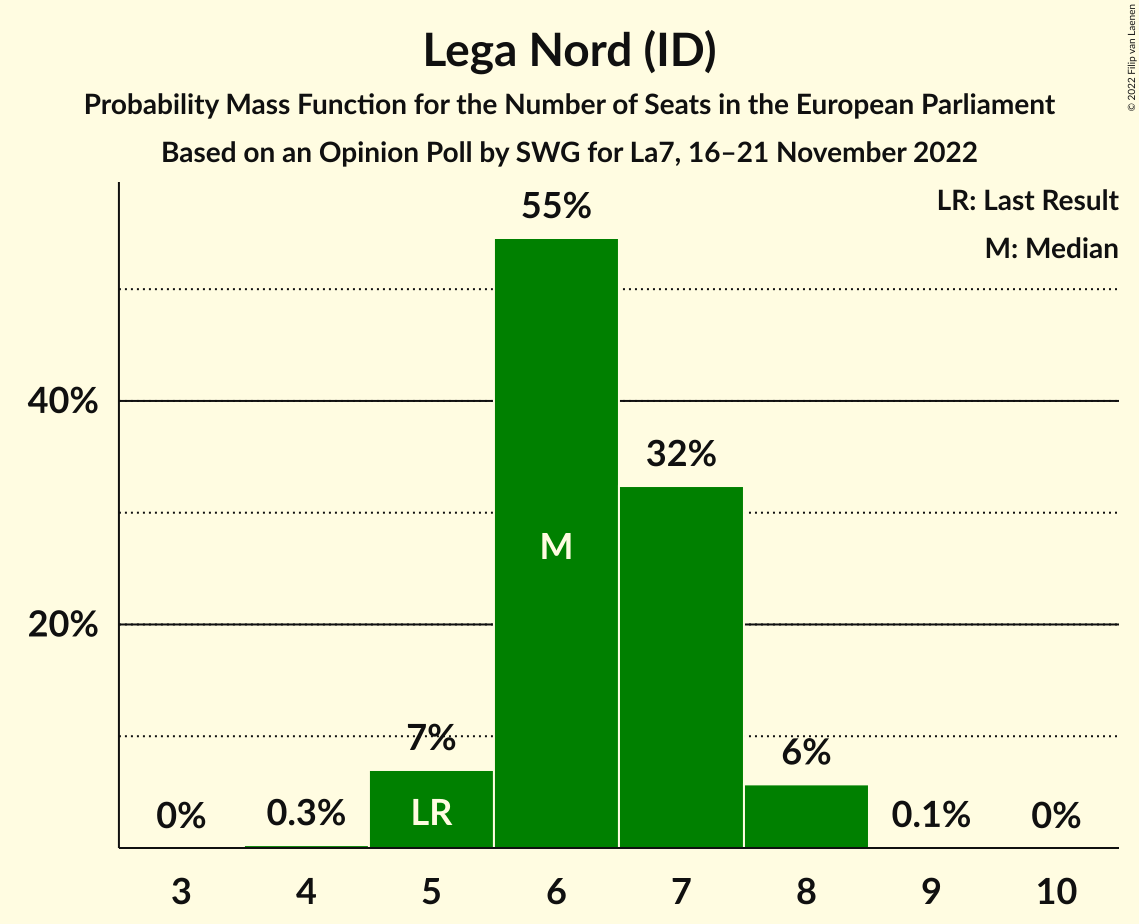 © 2022 Filip van Laenen
Lega Nord (ID)
Probability Mass Function for the Number of Seats in the European Parliament
Based on an Opinion Poll by SWG for La7, 16–21 November 2022
LR: Last Result
M: Median
55%
40%
32%
M
20%
7%
6%
0%
0.3%
LR
0.1%
0%
3 4 5 6 7 8 9 10